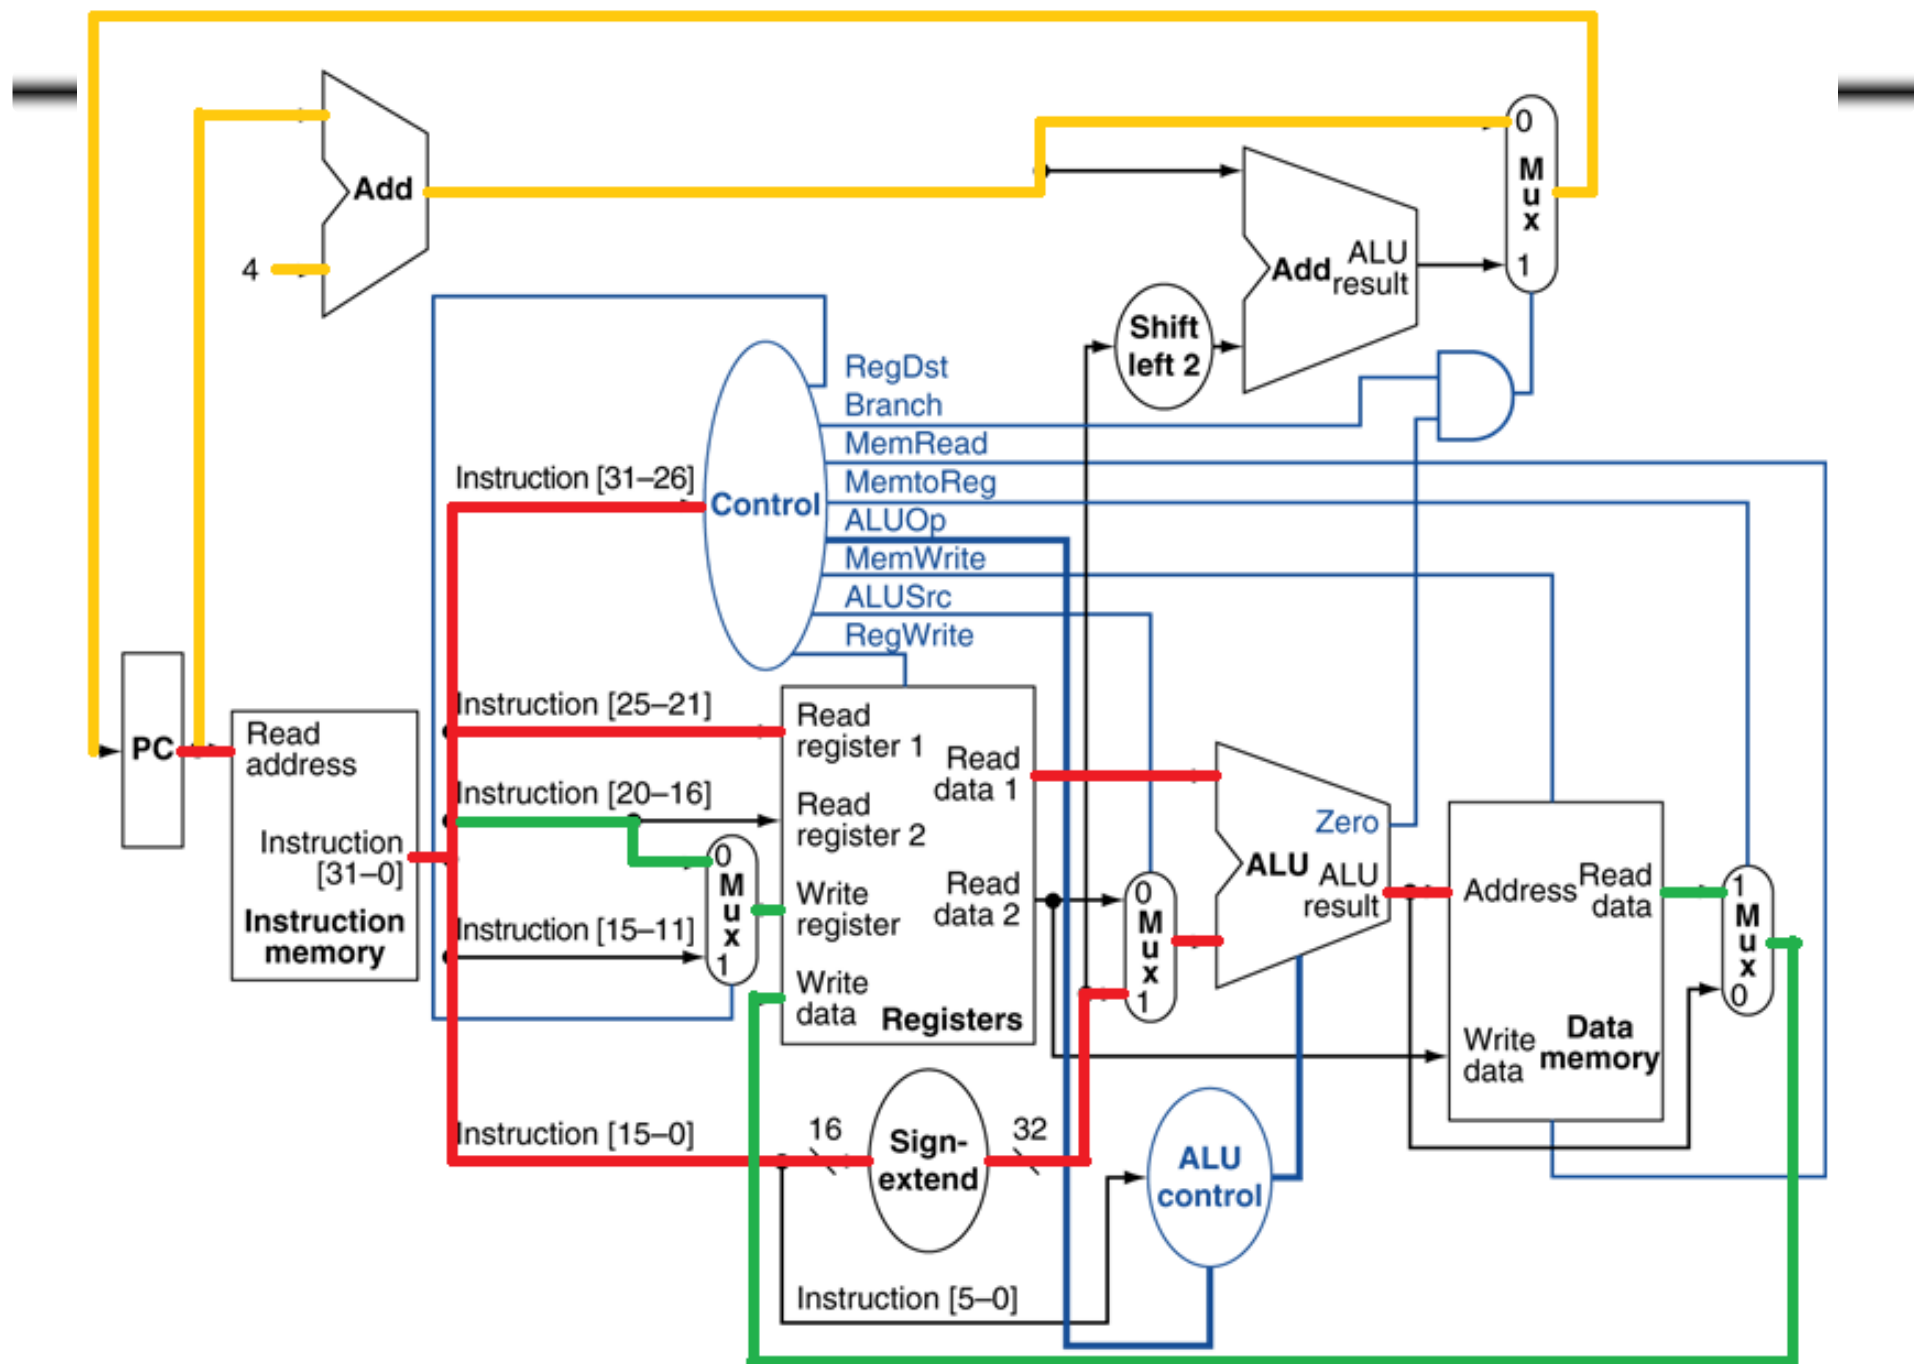 0
M
u
x
1
Add
4
Add
ALU
result
Shift
left 2
RegDst
Branch
MemRead
MemtoReg
ALUOp
MemWrite
ALUSrc
RegWrite
Control
Instruction [31–26]
Instruction [25–21]
Instruction [20–16]
Instruction [15–11]
Instruction [15–0]
Instruction [5–0]
PC
Read
address
Instruction
[31–0]
Instruction
memory
0
M
u
x
1
Read
register 1
Read
register 2
Write
register
Write
data
Read
data 1
Read
data 2
Registers
16
Sign-
extend
32
0
M
u
x
1
Zero
ALU
ALU
result
ALU
control
Address
Read
data
Write
data
Data
memory
1
M
u
x
0